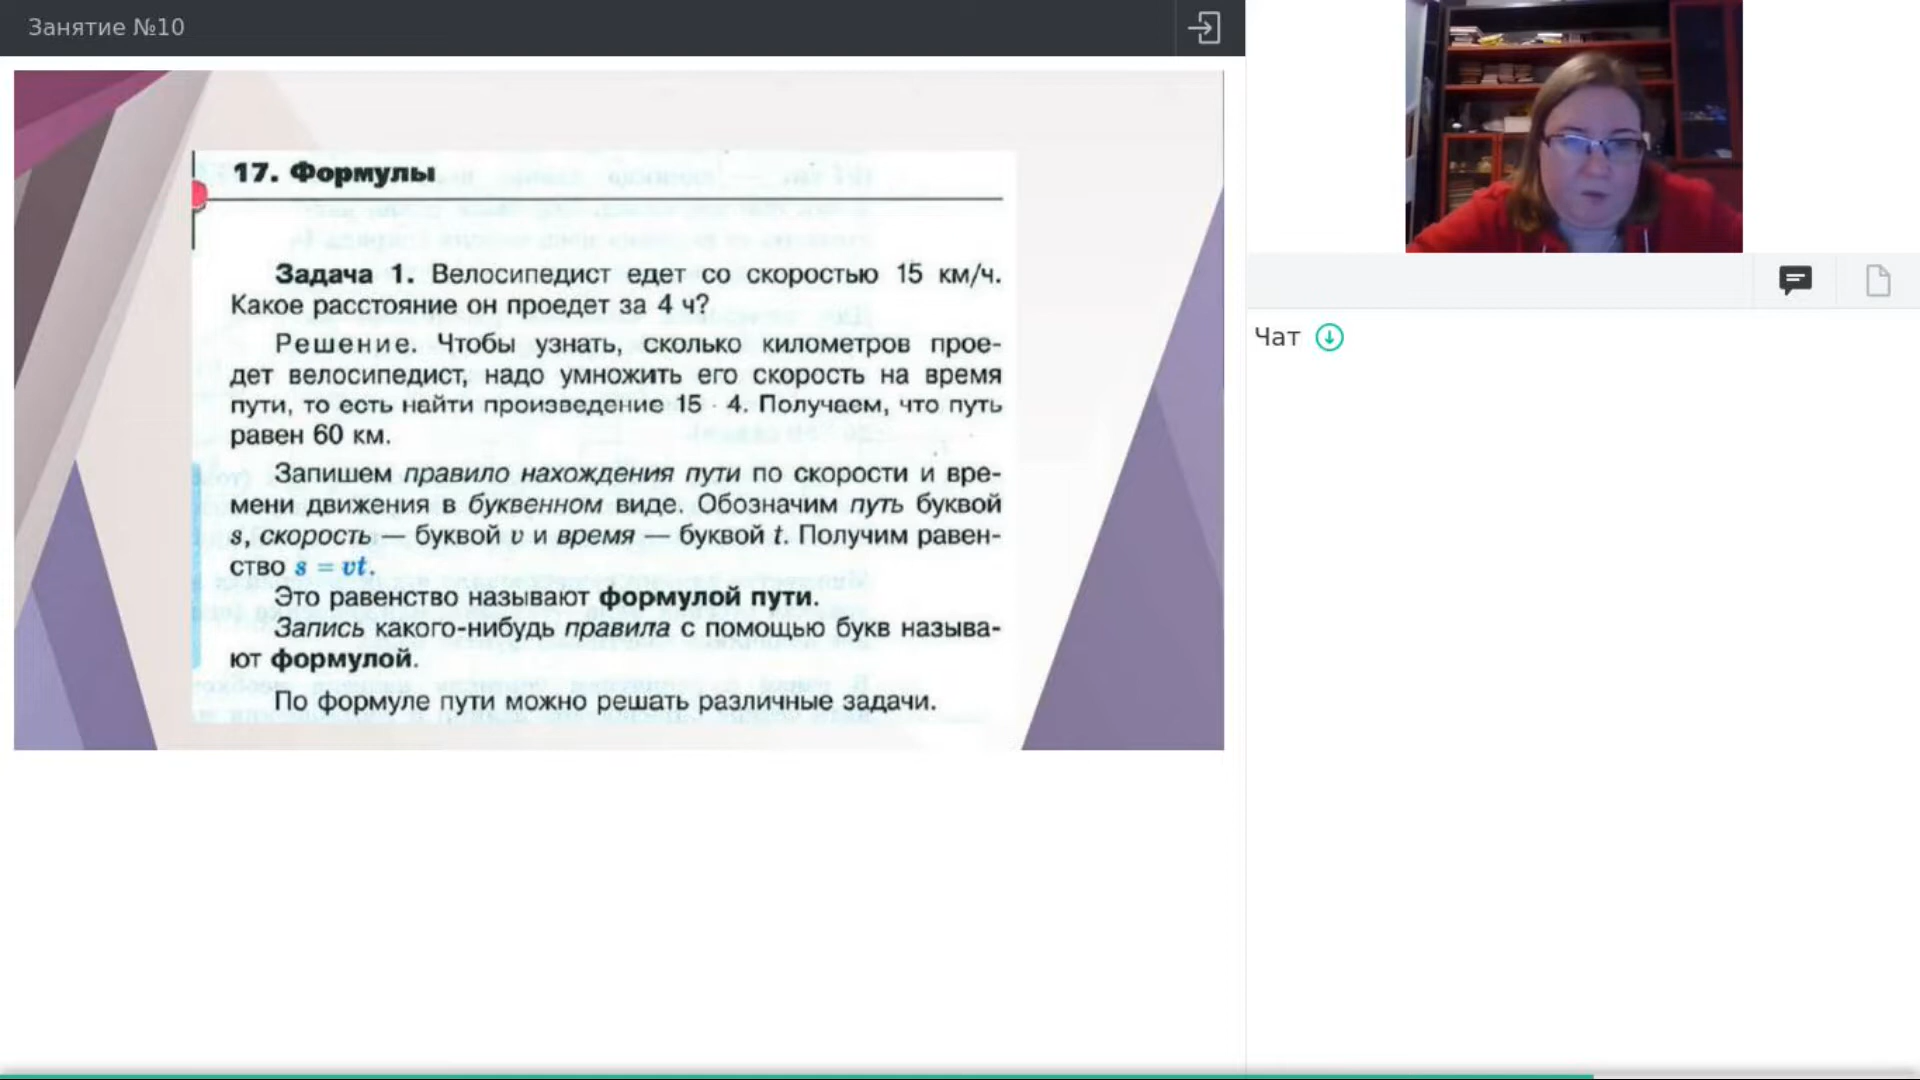 Занятие №10
17. Формулы
Задача 1. Велосипедист едет со скоростью 15 км/ч.
Какое расстояние он проедет за 4 ч?
Решение. Чтобы узнать, сколько километров прое-
дет велосипедист, надо умножить его скорость на время
пути, то есть найти произведение 15 · 4. Получаем, что путь
равен 60 км.
Запишем правило нахождения пути по скорости и вре-
мени движения в буквенном виде. Обозначим путь буквой
s, скорость — буквой v и время — буквой t. Получим равен-
ство s = vt.
Это равенство называют формулой пути.
Запись какого-нибудь правила с помощью букв называ-
ют формулой.
По формуле пути можно решать различные задачи.
Чат